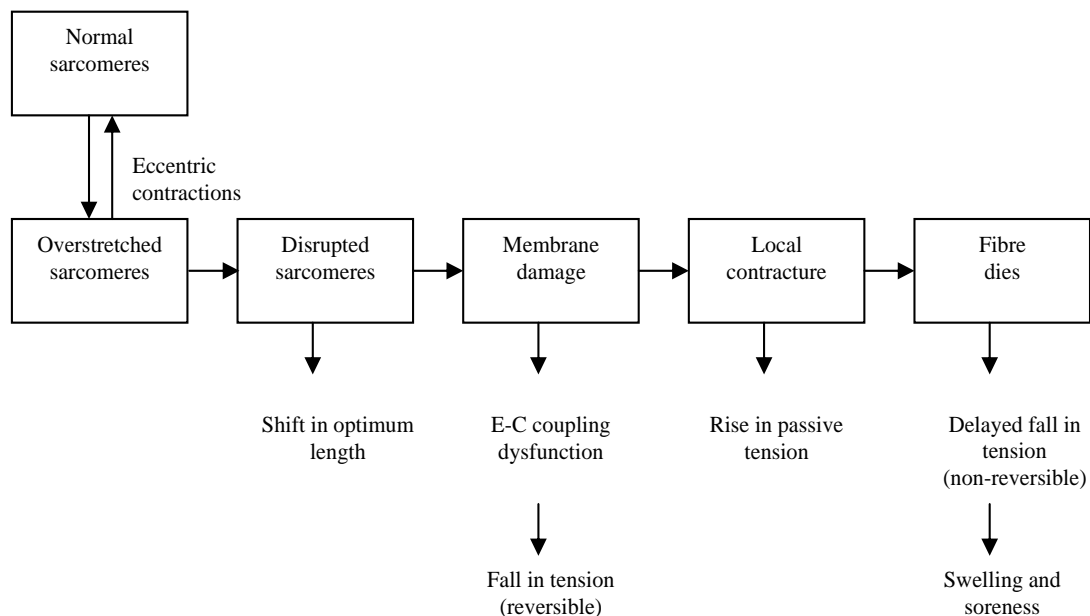 Normal
sarcomeres
Eccentric
contractions
Overstretched
sarcomeres
Disrupted
sarcomeres
Membrane
damage
Local
contracture
Fibre
dies
Shift in optimum
length
E-C coupling
dysfunction
Rise in passive
tension
Delayed fall in
tension
(non-reversible)
Fall in tension
(reversible)
Swelling and
soreness